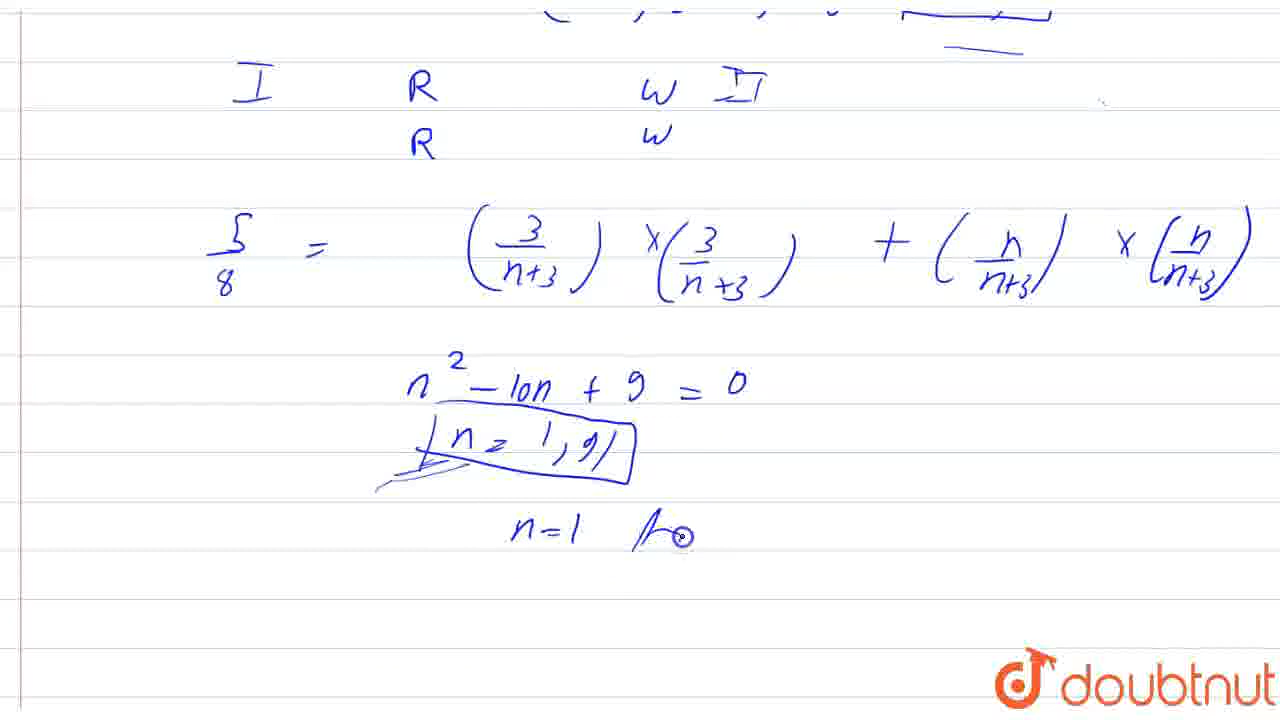 I R W II
R W
5/8 = (3/n+3) × (3/n+3) + (n/n+3) × (n/n+3)
n² - 10n + 9 = 0
n = 1, 9
n = 1
doubtnut